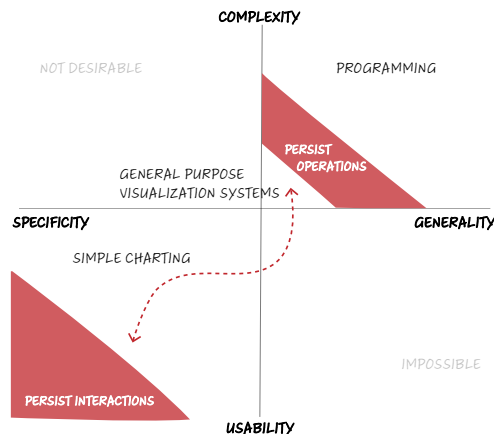 COMPLEXITY
NOT DESIRABLE
PROGRAMMING
PERSIST
OPERATIONS
GENERAL PURPOSE
VISUALIZATION SYSTEMS
SPECIFICITY
GENERALITY
SIMPLE CHARTING
IMPOSSIBLE
PERSIST INTERACTIONS
USABILITY